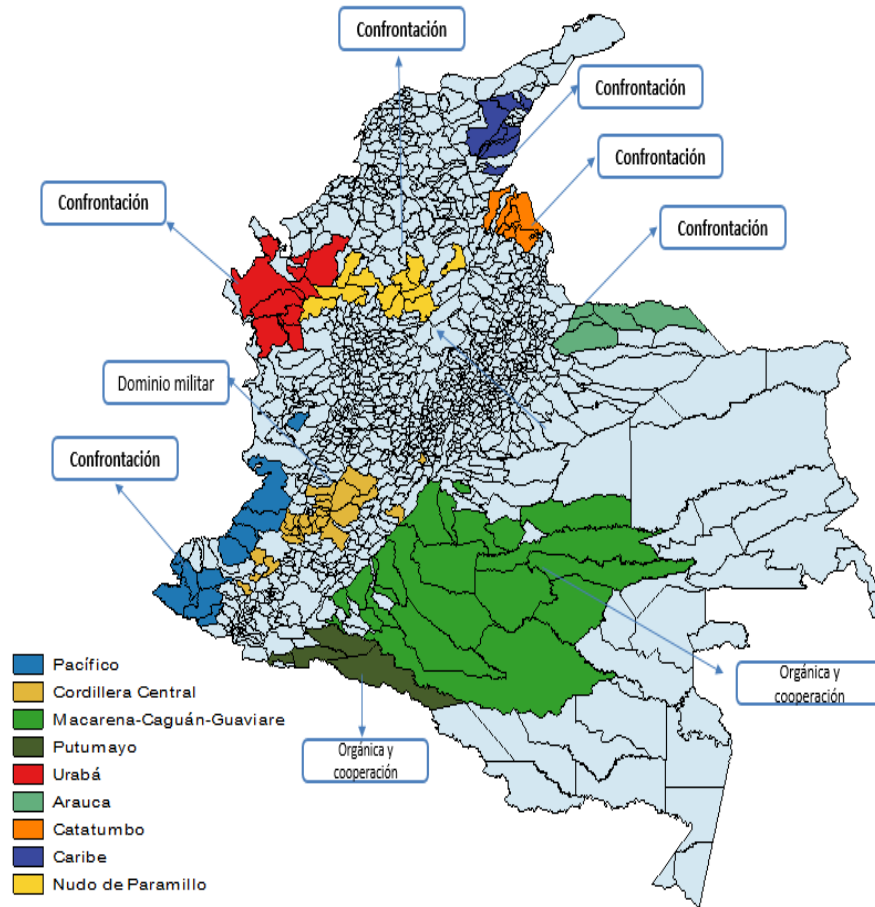 Confrontación
Confrontación
Confrontación
Confrontación
Confrontación
Dominio militar
Confrontación
Pacífico
Cordillera Central
Macarena-Caguán-Guaviare
Putumayo
Urabá
Arauca
Catatumbo
Caribe
Nudo de Paramillo
Orgánica y
cooperación
Orgánica y
cooperación